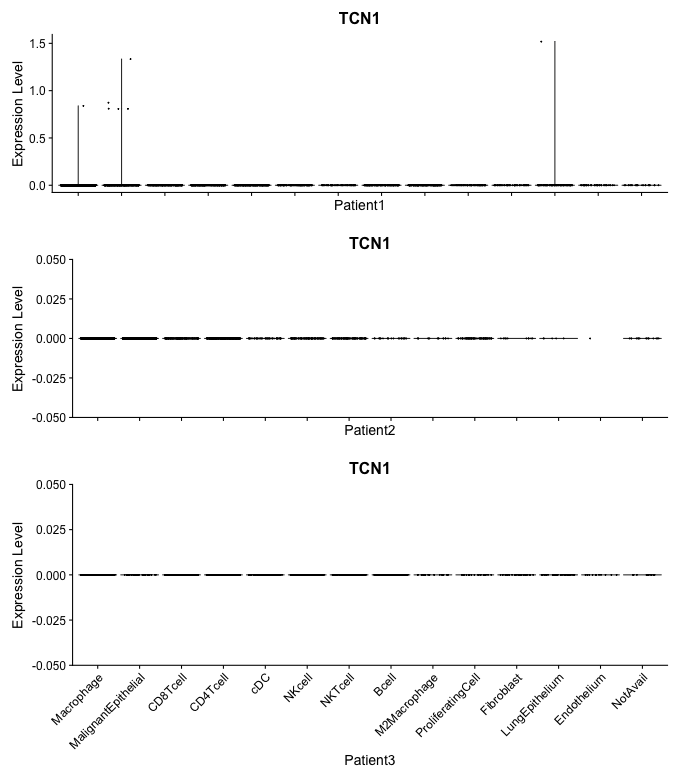 TCN1
Expression Level
1.5
1.0
0.5
0.0
Patient1
TCN1
Expression Level
0.050
0.025
0.000
-0.025
-0.050
Patient2
TCN1
Expression Level
0.050
0.025
0.000
-0.025
-0.050
Macrophage
MalignantEpithelial
CD8Tcell
CD4Tcell
cDC
NKcell
NKTcell
Bcell
M2Macrophage
ProliferatingCell
Fibroblast
LungEpithelium
Endothelium
NotAvail
Patient3